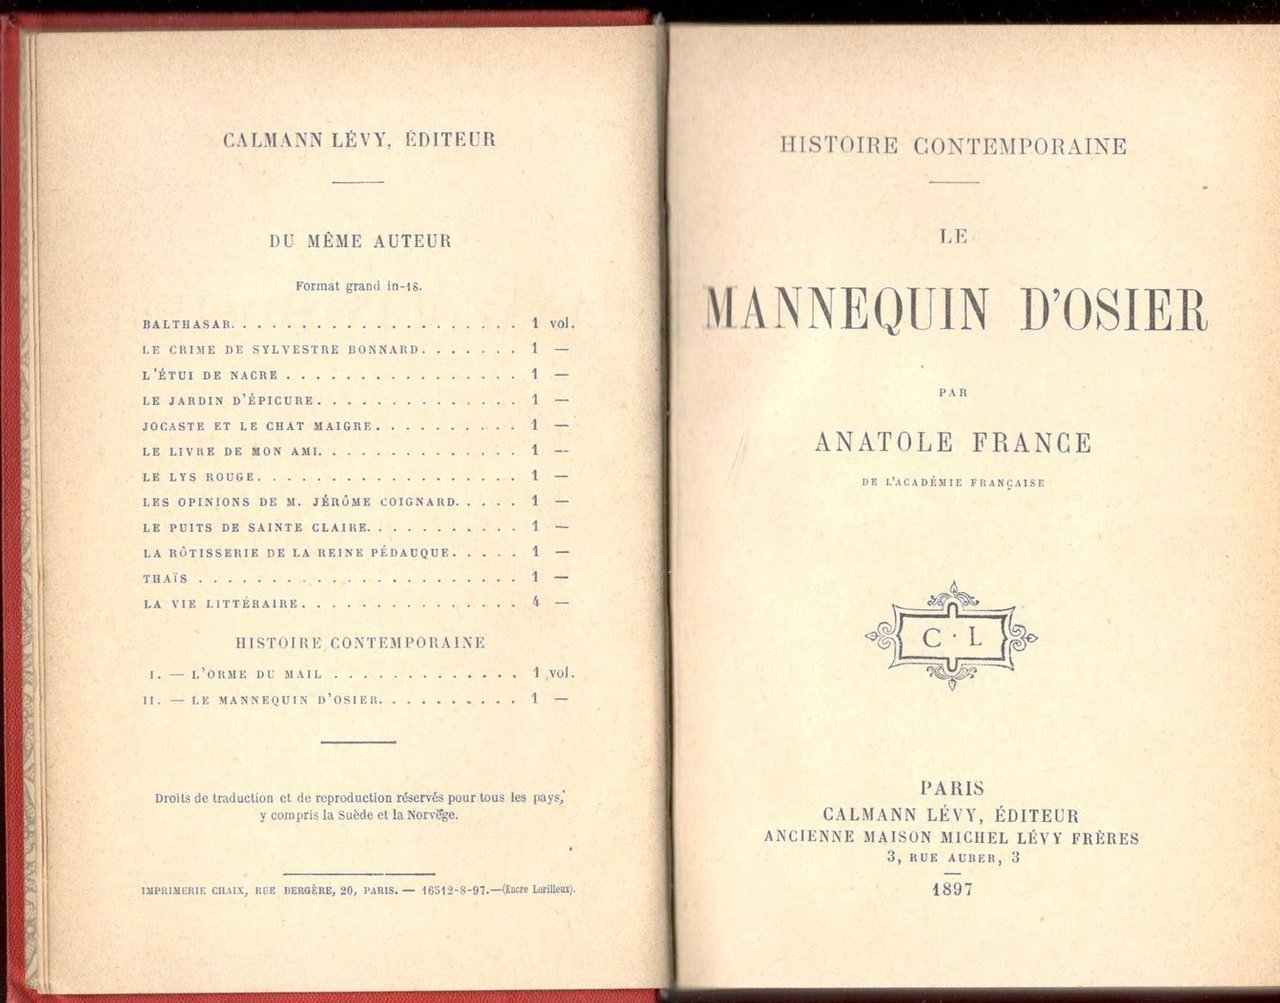 CALMANN LÉVY, ÉDITEUR
DU MÊME AUTEUR
Format grand in-18.
BALTHASAR. . . . . . . . . . . . . . . . . . . . 1 vol.
LE CRIME DE SYLVESTRE BONNARD. . . . . . . 1 —
L'ÉTUI DE NACRE . . . . . . . . . . . . . . . . 1 —
LE JARDIN D'ÉPICURE. . . . . . . . . . . . . . 1 —
JOCASTE ET LE CHAT MAIGRE. . . . . . . . . . 1 —
LE LIVRE DE MON AMI. . . . . . . . . . . . . . 1 —
LE LYS ROUGE. . . . . . . . . . . . . . . . . . 1 —
LES OPINIONS DE M. JÉRÔME COIGNARD. . . . . 1 —
LE PUITS DE SAINTE CLAIRE. . . . . . . . . . . 1 —
LA RÔTISSERIE DE LA REINE PÉDAUQUE. . . . . 1 —
THAÏS . . . . . . . . . . . . . . . . . . . . . . 1 —
LA VIE LITTÉRAIRE. . . . . . . . . . . . . . . 4 —
HISTOIRE CONTEMPORAINE
I. — L'ORME DU MAIL . . . . . . . . . . . . . 1 vol.
II. — LE MANNEQUIN D'OSIER. . . . . . . . . . 1 —
Droits de traduction et de reproduction réservés pour tous les pays,
y compris la Suède et la Norvège.
IMPRIMERIE CHAIX, RUE BERGÈRE, 20, PARIS. — 16512-8-97.—(Encre Lorilleux).
HISTOIRE CONTEMPORAINE
LE
MANNEQUIN D'OSIER
PAR
ANATOLE FRANCE
DE L'ACADÉMIE FRANÇAISE
C · L
PARIS
CALMANN LÉVY, ÉDITEUR
ANCIENNE MAISON MICHEL LÉVY FRÈRES
3, RUE AUBER, 3
1897